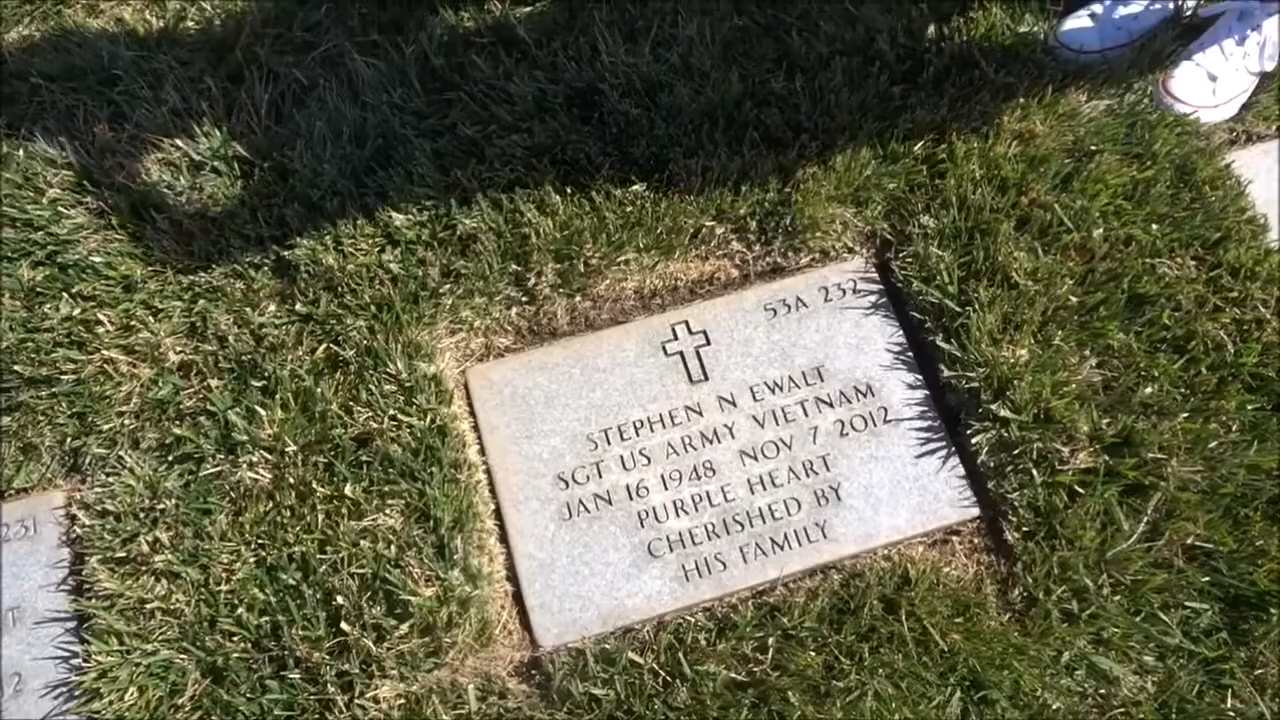 53A 232
STEPHEN N EWALT
SGT US ARMY VIETNAM
JAN 16 1948 NOV 7 2012
PURPLE HEART
CHERISHED BY
HIS FAMILY
231
T
2